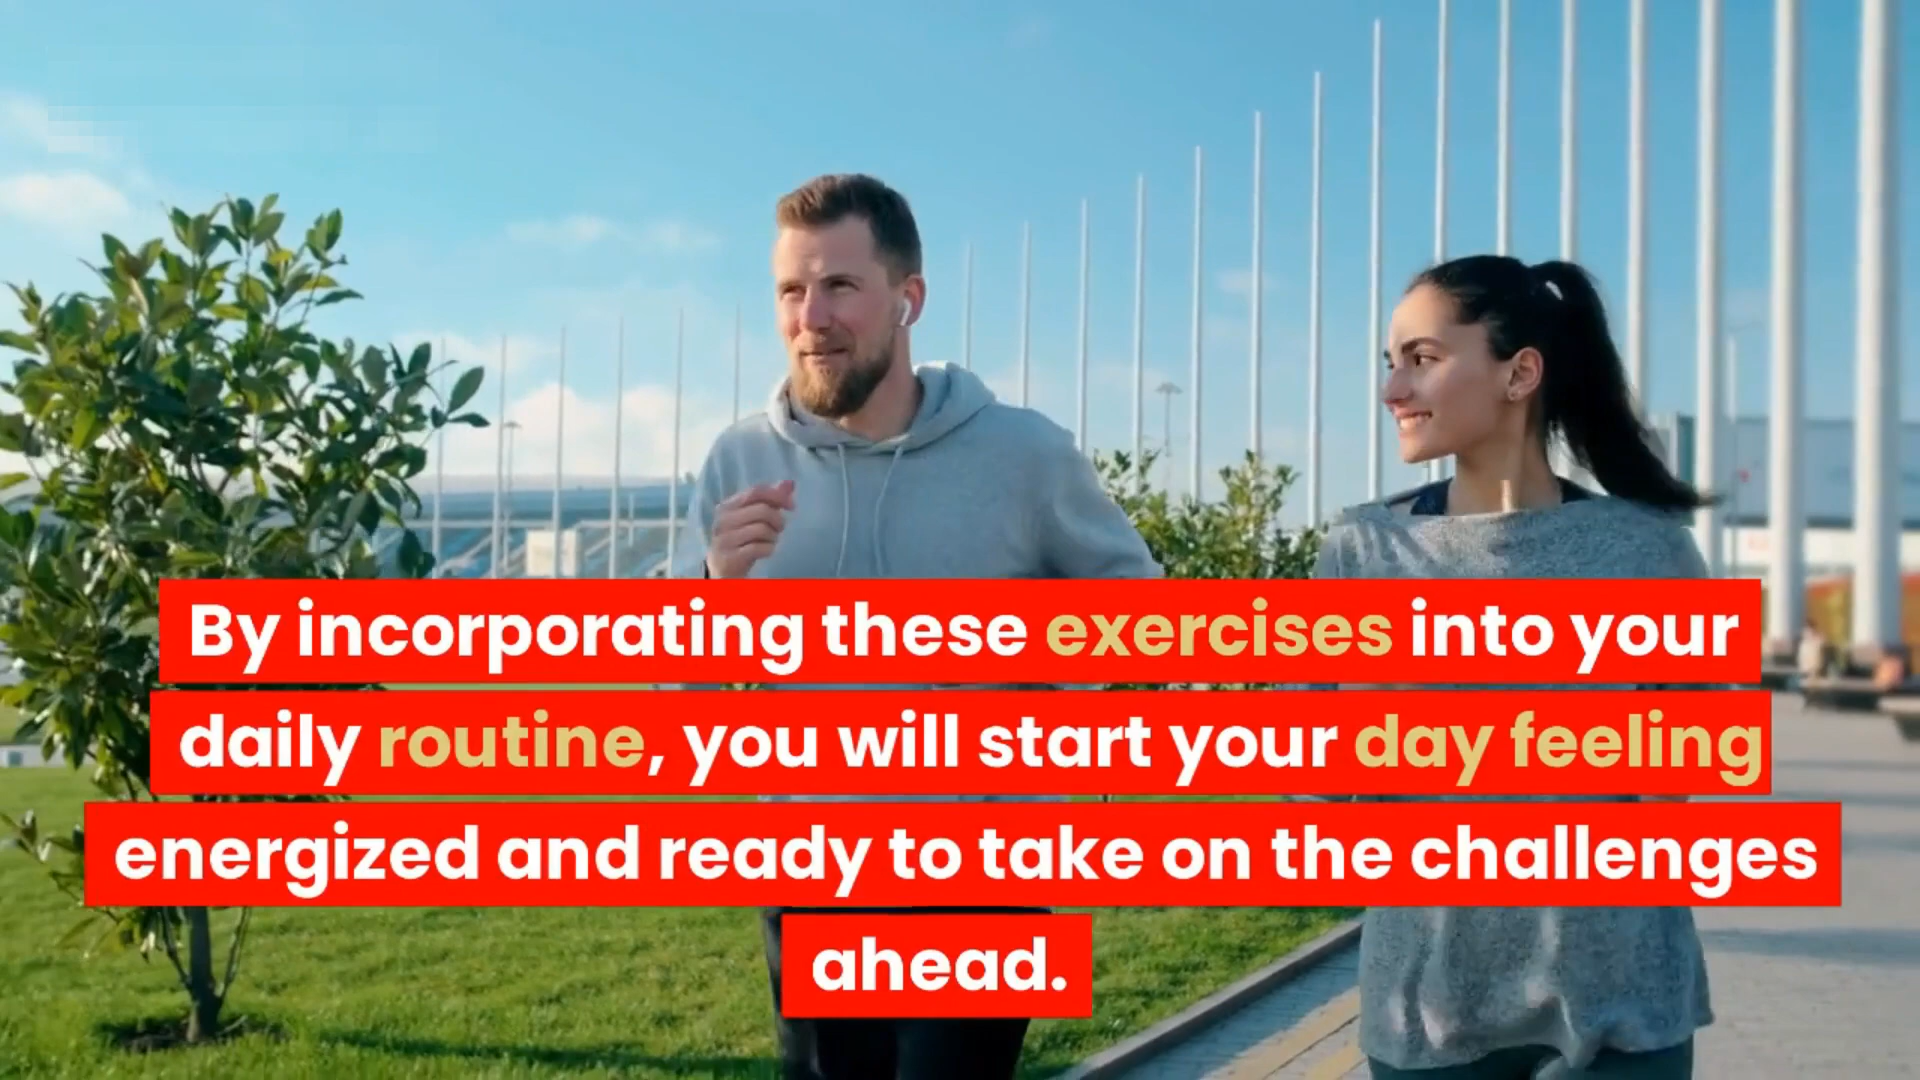 By incorporating these exercises into your
daily routine, you will start your day feeling
energized and ready to take on the challenges
ahead.